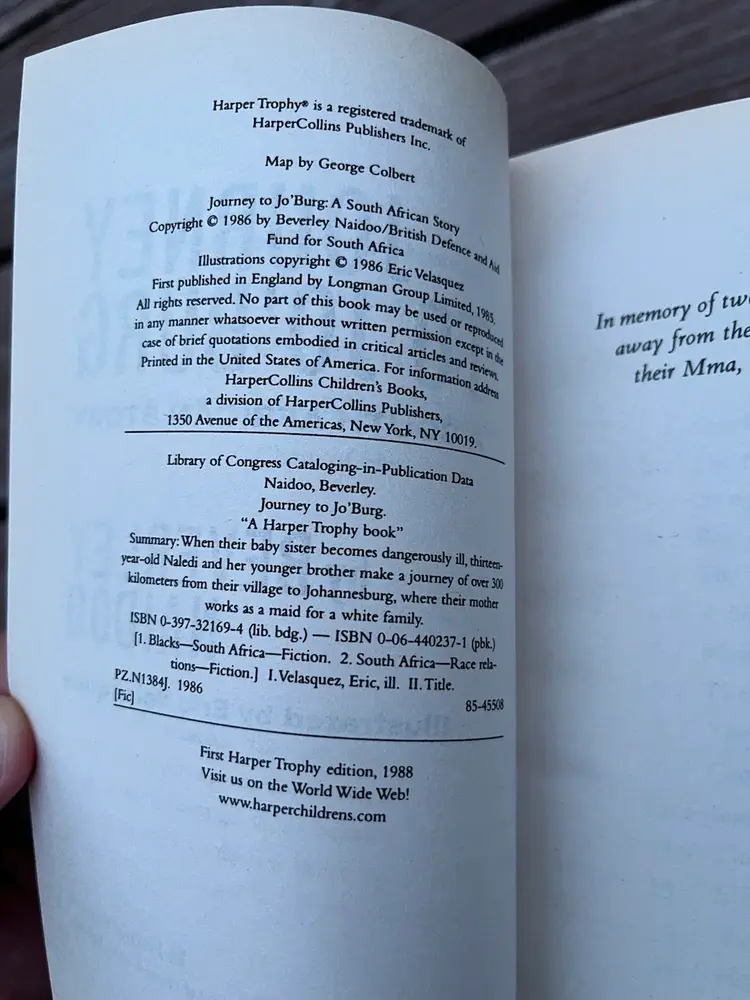 Harper Trophy® is a registered trademark of
HarperCollins Publishers Inc.
Map by George Colbert
Journey to Jo'Burg: A South African Story
Copyright © 1986 by Beverley Naidoo/British Defence and Aid
Fund for South Africa
Illustrations copyright © 1986 Eric Velasquez
First published in England by Longman Group Limited, 1985.
All rights reserved. No part of this book may be used or reproduced
in any manner whatsoever without written permission except in the
case of brief quotations embodied in critical articles and reviews.
Printed in the United States of America. For information address
HarperCollins Children's Books,
a division of HarperCollins Publishers,
1350 Avenue of the Americas, New York, NY 10019.
Library of Congress Cataloging-in-Publication Data
Naidoo, Beverley.
Journey to Jo'Burg.
"A Harper Trophy book"
Summary: When their baby sister becomes dangerously ill, thirteen-
year-old Naledi and her younger brother make a journey of over 300
kilometers from their village to Johannesburg, where their mother
works as a maid for a white family.
ISBN 0-397-32169-4 (lib. bdg.) — ISBN 0-06-440237-1 (pbk.)
[1. Blacks—South Africa—Fiction. 2. South Africa—Race rela-
tions—Fiction.] I. Velasquez, Eric, ill. II. Title.
PZ.N1384J. 1986
85-45508
[Fic]
First Harper Trophy edition, 1988
Visit us on the World Wide Web!
www.harperchildrens.com
In memory of
away from the
their Mma,